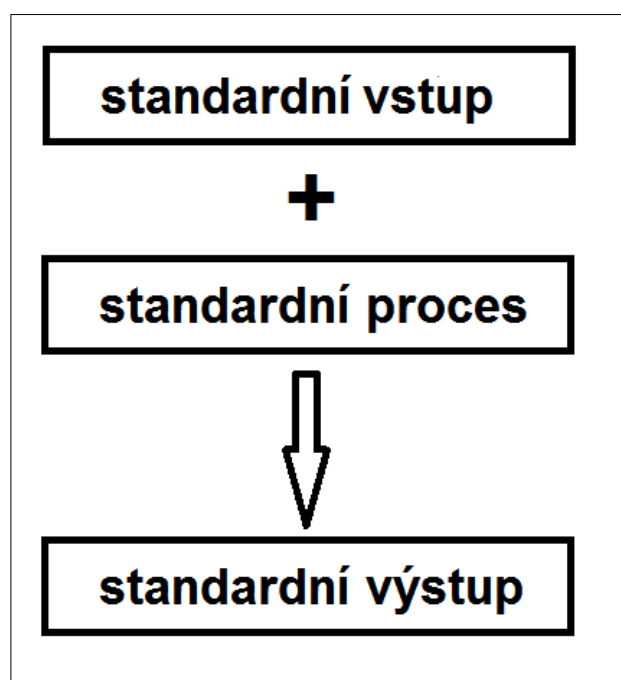 standardní vstup
+
standardní proces
standardní výstup